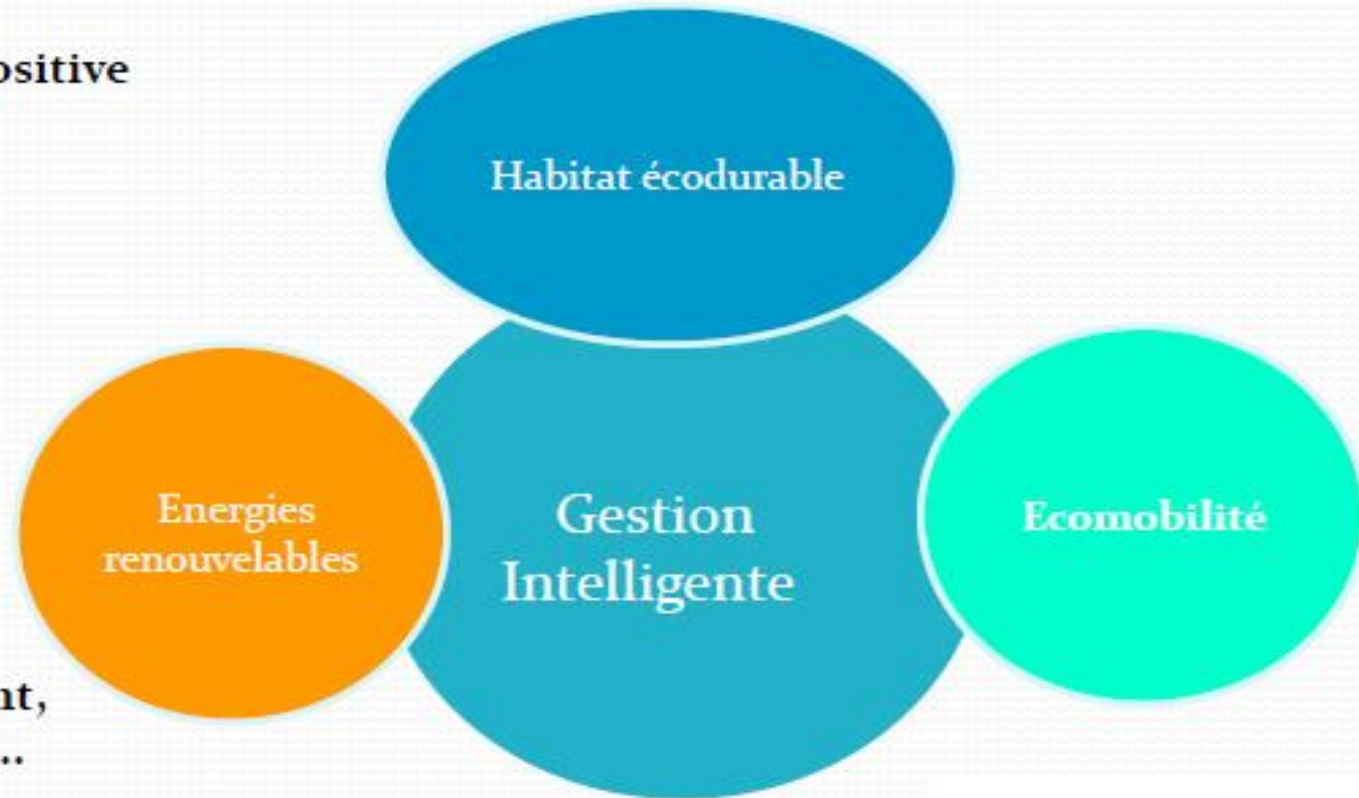 ositive
Habitat écodurable
Energies
renouvelables
Gestion
Intelligente
Ecomobilité
nt,
...